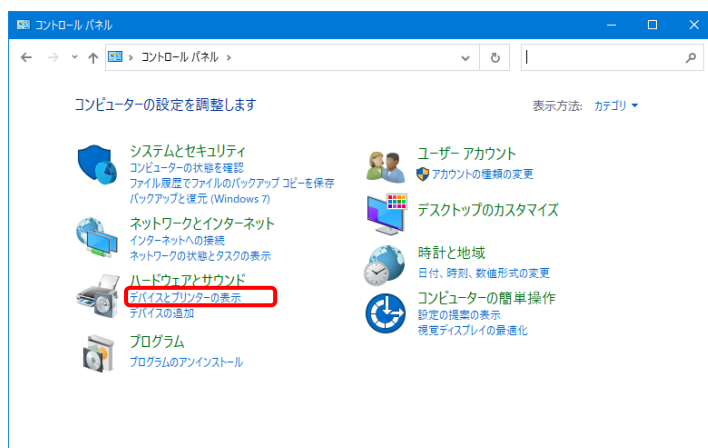 コントロール パネル
コントロール パネル
コンピューターの設定を調整します
表示方法: カテゴリ
システムとセキュリティ
コンピューターの状態を確認
ファイル履歴でファイルのバックアップ コピーを保存
バックアップと復元 (Windows 7)
ネットワークとインターネット
インターネットへの接続
ネットワークの状態とタスクの表示
ハードウェアとサウンド
デバイスとプリンターの表示
デバイスの追加
プログラム
プログラムのアンインストール
ユーザー アカウント
アカウントの種類の変更
デスクトップのカスタマイズ
時計と地域
日付、時刻、数値形式の変更
コンピューターの簡単操作
設定の提案の表示
視覚ディスプレイの最適化